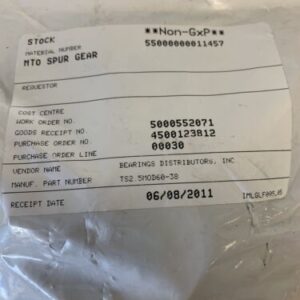 STOCK **Non-GxP**
MATERIAL NUMBER 55000000011457
MTO SPUR GEAR
REQUESTOR
COST CENTRE
WORK ORDER NO. 5000552071
GOODS RECEIPT NO 4500123812
PURCHASE ORDER NO. 00030
PURCHASE ORDER LINE
VENDOR NAME BEARINGS DISTRIBUTORS, INC
MANUF. PART NUMBER TS2.5MOD60-38
RECEIPT DATE 06/08/2011